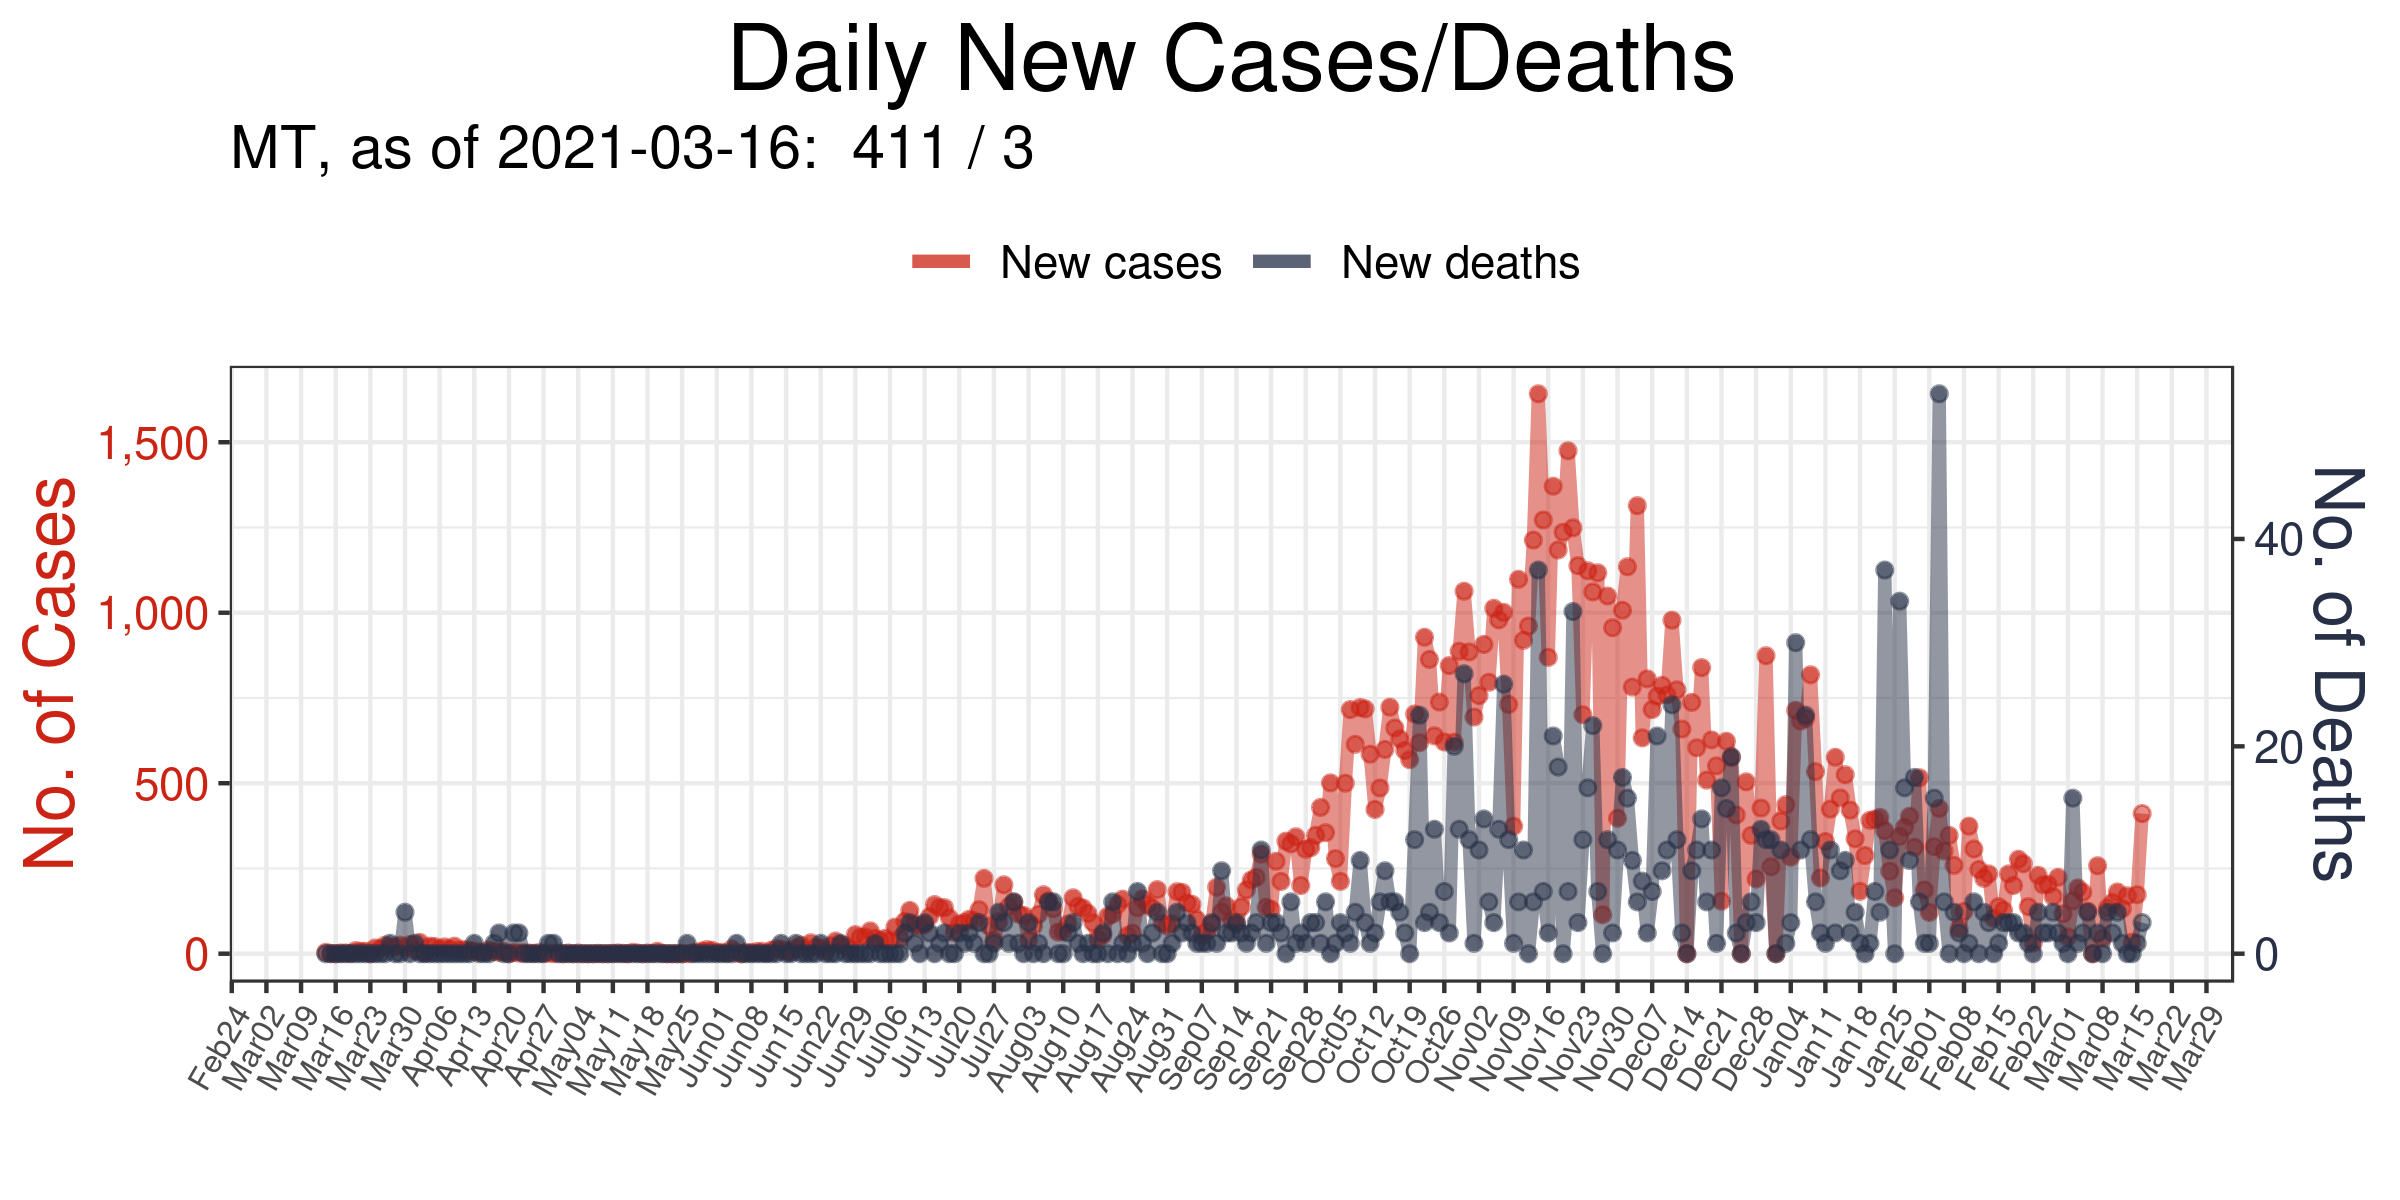 Daily New Cases/Deaths
MT, as of 2021-03-16:  411 / 3
New cases
New deaths
No. of Cases
1,500
1,000
500
0
No. of Deaths
40
20
0
Feb24
Mar02
Mar09
Mar16
Mar23
Mar30
Apr06
Apr13
Apr20
Apr27
May04
May11
May18
May25
Jun01
Jun08
Jun15
Jun22
Jun29
Jul06
Jul13
Jul20
Jul27
Aug03
Aug10
Aug17
Aug24
Aug31
Sep07
Sep14
Sep21
Sep28
Oct05
Oct12
Oct19
Oct26
Nov02
Nov09
Nov16
Nov23
Nov30
Dec07
Dec14
Dec21
Dec28
Jan04
Jan11
Jan18
Jan25
Feb01
Feb08
Feb15
Feb22
Mar01
Mar08
Mar15
Mar22
Mar29